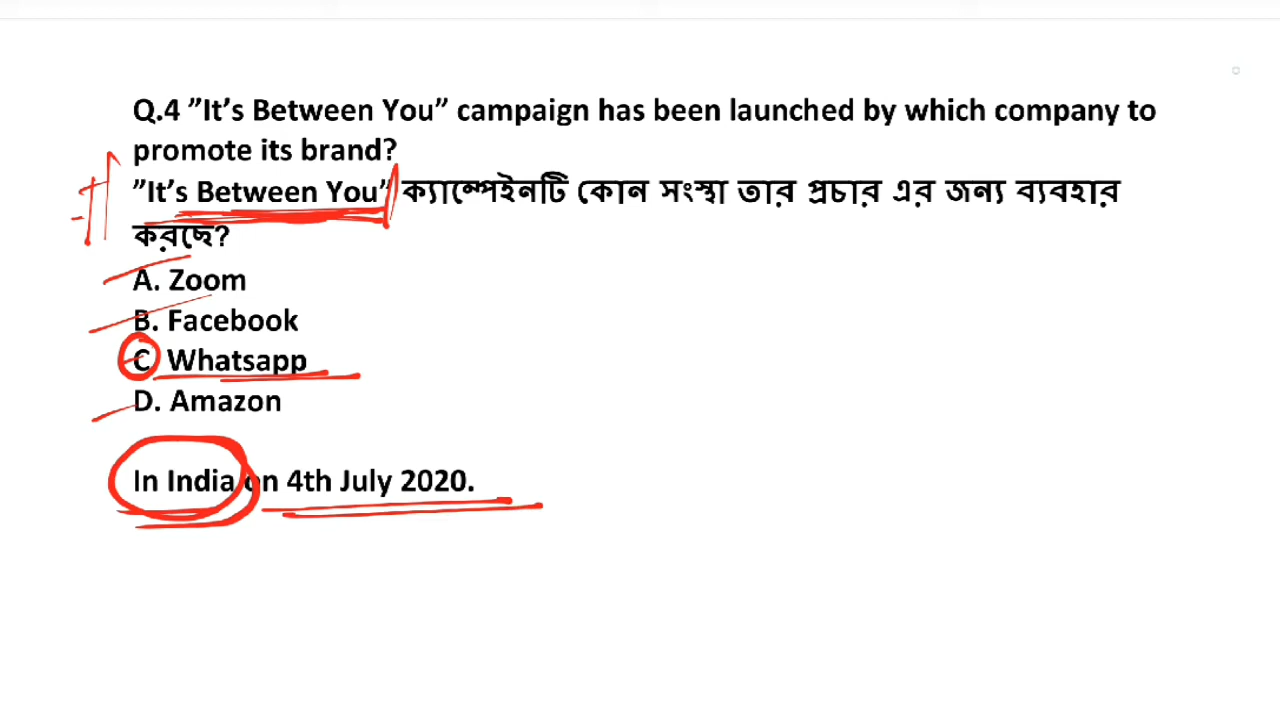 Q.4 ”It’s Between You” campaign has been launched by which company to
promote its brand?
”It’s Between You” ক্যাম্পেইনটি কোন সংস্থা তার প্রচার এর জন্য ব্যবহার
করছে?
A. Zoom
B. Facebook
C Whatsapp
D. Amazon
In India on 4th July 2020.